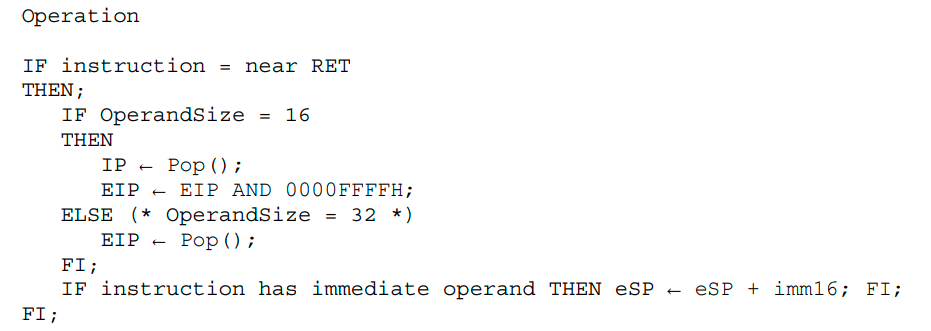 Operation
IF instruction = near RET
THEN;
IF OperandSize = 16
THEN
IP ← Pop();
EIP ← EIP AND 0000FFFFH;
ELSE (* OperandSize = 32 *)
EIP ← Pop();
FI;
IF instruction has immediate operand THEN eSP ← eSP + imm16; FI;
FI;